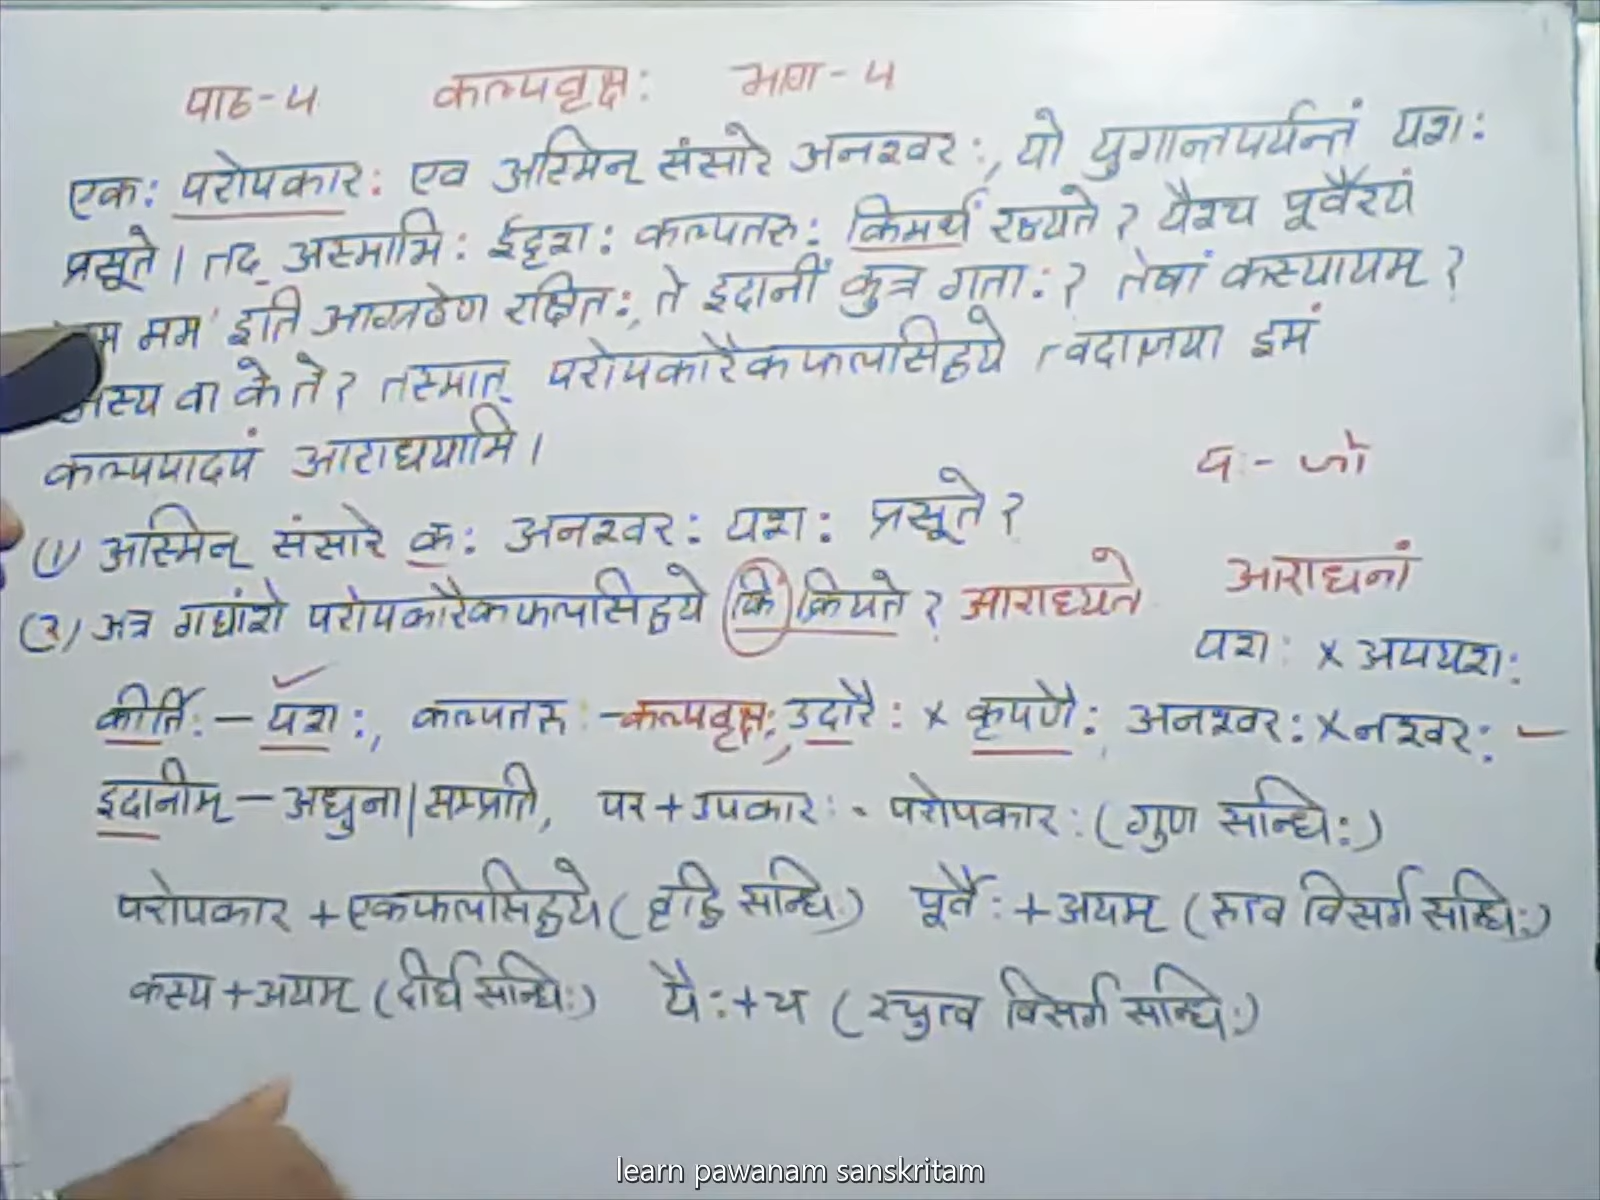 पाठ-५ कल्पवृक्ष: भाग-५
एक: परोपकार: एव अस्मिन् संसारे अनश्वर:, यो युगान्तपर्यन्तं यश:
प्रसूते। तद् अस्माभि: ईदृश: कल्पतरु: किमर्थं रक्ष्यते? यैश्च पूर्वैरयं
मम इति आग्रहेण रक्षित:, ते इदानीं कुत्र गता:? तेषां कस्यायम्?
अस्य वा के ते? तस्मात् परोपकारैकफलसिद्धये त्वदाज्ञया इमं
कल्पपादपं आराधयामि।
य:- जो
(१) अस्मिन् संसारे क: अनश्वर: यश: प्रसूते?
(२) अत्र गद्यांशे परोपकारैकफलसिद्धये किं क्रियते? आराध्यते आराधनां
यश: x अपयश:
कीर्ति: - यश:, कल्पतरु: - कल्पवृक्ष:, उदारै: x कृपणै:, अनश्वर: x नश्वर: -
इदानीम् - अधुना|सम्प्रति, पर + उपकार: - परोपकार: (गुण सन्धि:)
परोपकार + एकफलसिद्धये (वृद्धि सन्धि:) पूर्वै: + अयम् (रुत्व विसर्ग सन्धि:)
कस्य + अयम् (दीर्घ सन्धि:) यै: + च (श्चुत्व विसर्ग सन्धि:)
learn pawanam sanskritam